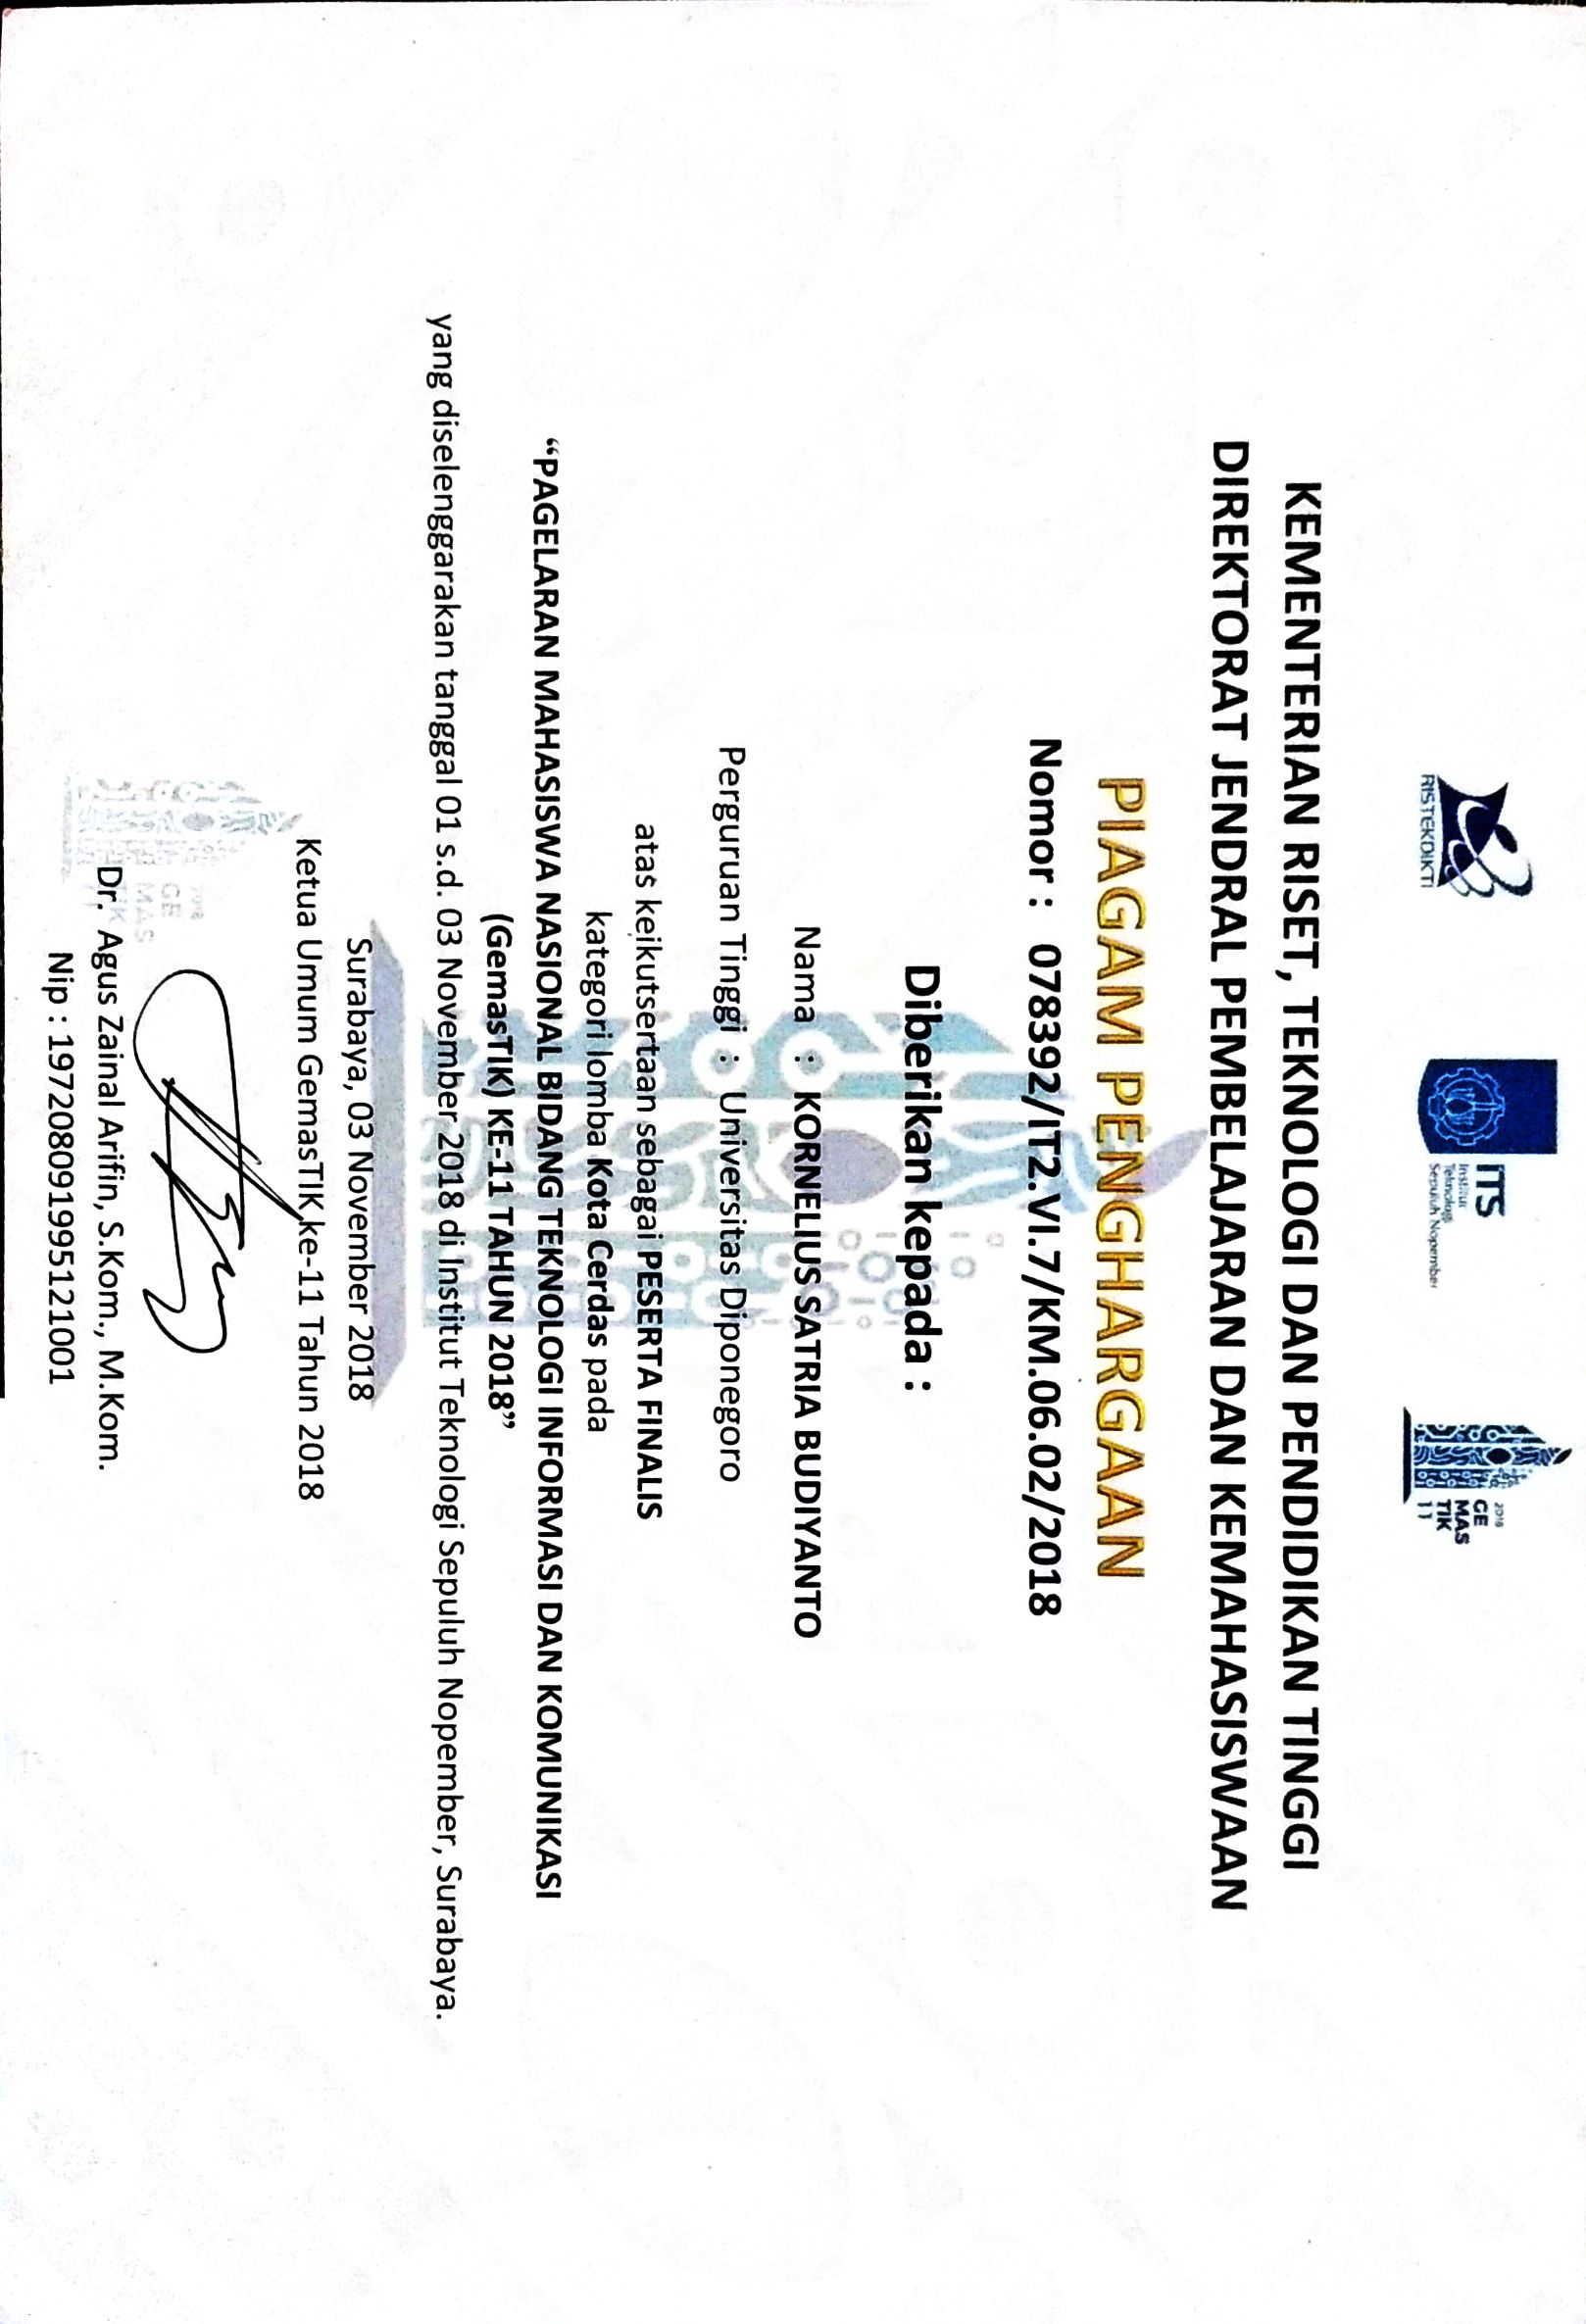 RISTEKDIKTI
ITS
Institut
Teknologi
Sepuluh Nopember
2018
GE
MAS
TIK
11
KEMENTERIAN RISET, TEKNOLOGI DAN PENDIDIKAN TINGGI
DIREKTORAT JENDRAL PEMBELAJARAN DAN KEMAHASISWAAN
PIAGAM PENGHARGAAN
Nomor : 078392/IT2.VI.7/KM.06.02/2018
Diberikan kepada :
Nama : KORNELIUS SATRIA BUDIYANTO
Perguruan Tinggi : Universitas Diponegoro
atas keikutsertaan sebagai PESERTA FINALIS
kategori lomba Kota Cerdas pada
“PAGELARAN MAHASISWA NASIONAL BIDANG TEKNOLOGI INFORMASI DAN KOMUNIKASI
(GemasTIK) KE-11 TAHUN 2018”
yang diselenggarakan tanggal 01 s.d. 03 November 2018 di Institut Teknologi Sepuluh Nopember, Surabaya.
Surabaya, 03 November 2018
Ketua Umum GemasTIK ke-11 Tahun 2018
2018
GE
MAS
TIK
11
Dr. Agus Zainal Arifin, S.Kom., M.Kom.
Nip : 197208091995121001